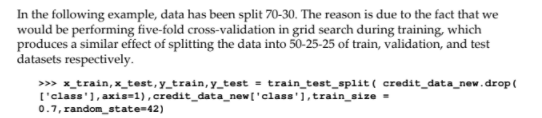 In the following example, data has been split 70-30. The reason is due to the fact that we
would be performing five-fold cross-validation in grid search during training, which
produces a similar effect of splitting the data into 50-25-25 of train, validation, and test
datasets respectively.
>>> x_train,x_test,y_train,y_test = train_test_split( credit_data_new.drop(
['class'],axis=1),credit_data_new['class'],train_size =
0.7,random_state=42)